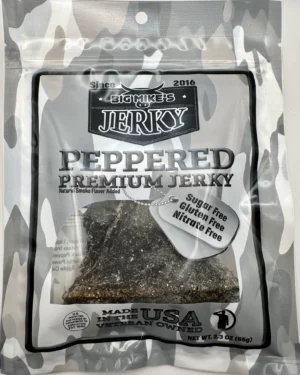 Since 2016
BIG MIKE'S
JERKY
PEPPERED
PREMIUM JERKY
Natural Smoke Flavor Added
Sugar Free
Gluten Free
Nitrate Free
MADE IN THE USA
VETERAN OWNED
NET WT. 3.3 OZ (95g)